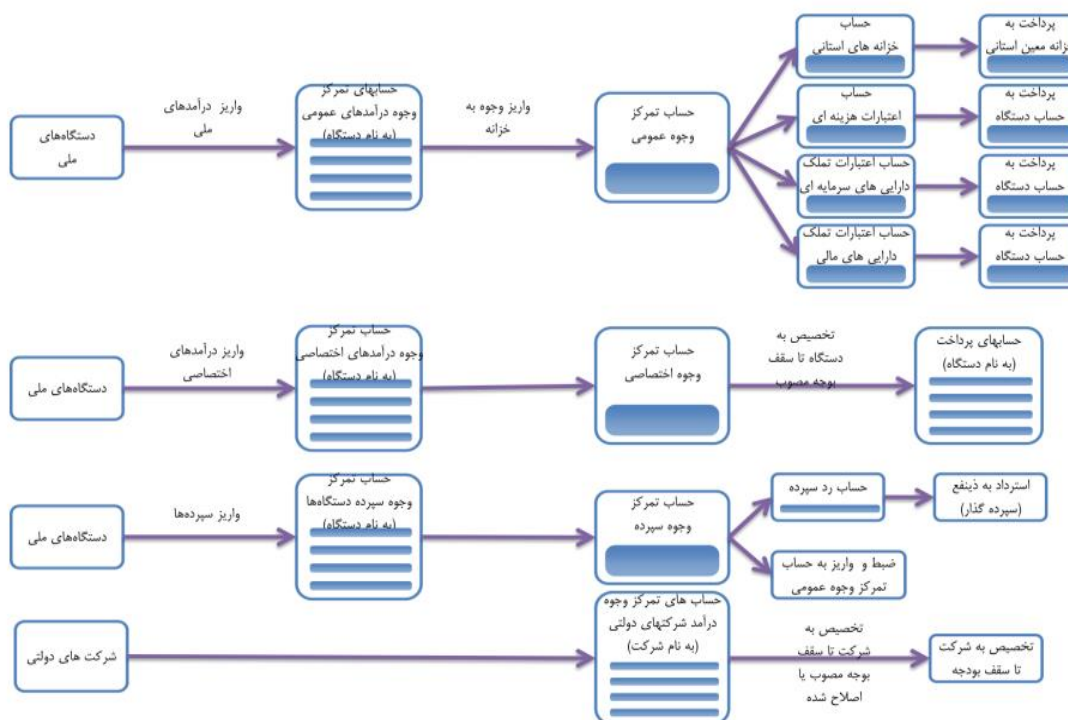 دستگاه‌های
ملی
واریز درآمدهای
ملی
حسابهای تمرکز
وجوه درآمدهای عمومی
(به نام دستگاه)
واریز وجوه به
خزانه
حساب تمرکز
وجوه عمومی
حساب
خزانه های استانی
پرداخت به
خزانه معین استانی
حساب
اعتبارات هزینه ای
پرداخت به
حساب دستگاه
حساب اعتبارات تملک
دارایی های سرمایه ای
پرداخت به
حساب دستگاه
حساب اعتبارات تملک
دارایی های مالی
پرداخت به
حساب دستگاه
دستگاه‌های ملی
واریز درآمدهای
اختصاصی
حساب تمرکز
وجوه درآمدهای اختصاصی
(به نام دستگاه)
حساب تمرکز
وجوه اختصاصی
تخصیص به
دستگاه تا سقف
بوجه مصوب
حسابهای پرداخت
(به نام دستگاه)
دستگاه‌های ملی
واریز سپرده‌ها
حساب تمرکز
وجوه سپرده دستگاه‌ها
(به نام دستگاه)
حساب تمرکز
وجوه سپرده
حساب رد سپرده
استرداد به ذینفع
(سپرده گذار)
ضبط و واریز به حساب
تمرکز وجوه عمومی
شرکت های دولتی
حساب های تمرکز وجوه
درآمد شرکتهای دولتی
(به نام شرکت)
تخصیص به
شرکت تا سقف
بوجه مصوب یا
اصلاح شده
تخصیص به شرکت
تا سقف بودجه